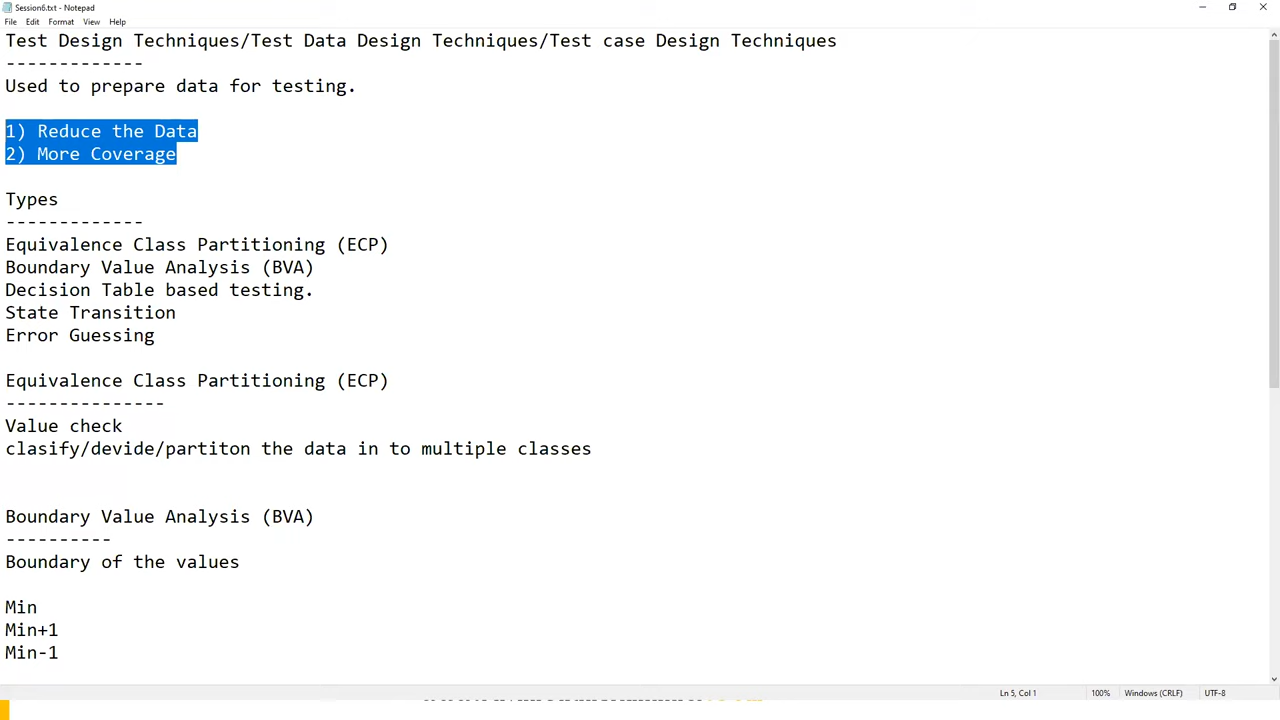 Session6.txt - Notepad
File Edit Format View Help
Test Design Techniques/Test Data Design Techniques/Test case Design Techniques
-------------
Used to prepare data for testing.
1) Reduce the Data
2) More Coverage
Types
-------------
Equivalence Class Partitioning (ECP)
Boundary Value Analysis (BVA)
Decision Table based testing.
State Transition
Error Guessing
Equivalence Class Partitioning (ECP)
---------------
Value check
clasify/devide/partiton the data in to multiple classes
Boundary Value Analysis (BVA)
----------
Boundary of the values
Min
Min+1
Min-1
Ln 5, Col 1 100% Windows (CRLF) UTF-8